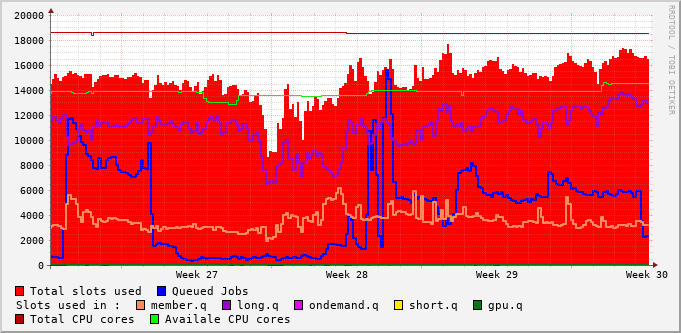 20000
18000
16000
14000
12000
10000
8000
6000
4000
2000
0
Week 27 Week 28 Week 29 Week 30
RRDTOOL / TOBI OETIKER
Total slots used Queued Jobs
Slots used in : member.q long.q ondemand.q short.q gpu.q
Total CPU cores Availale CPU cores